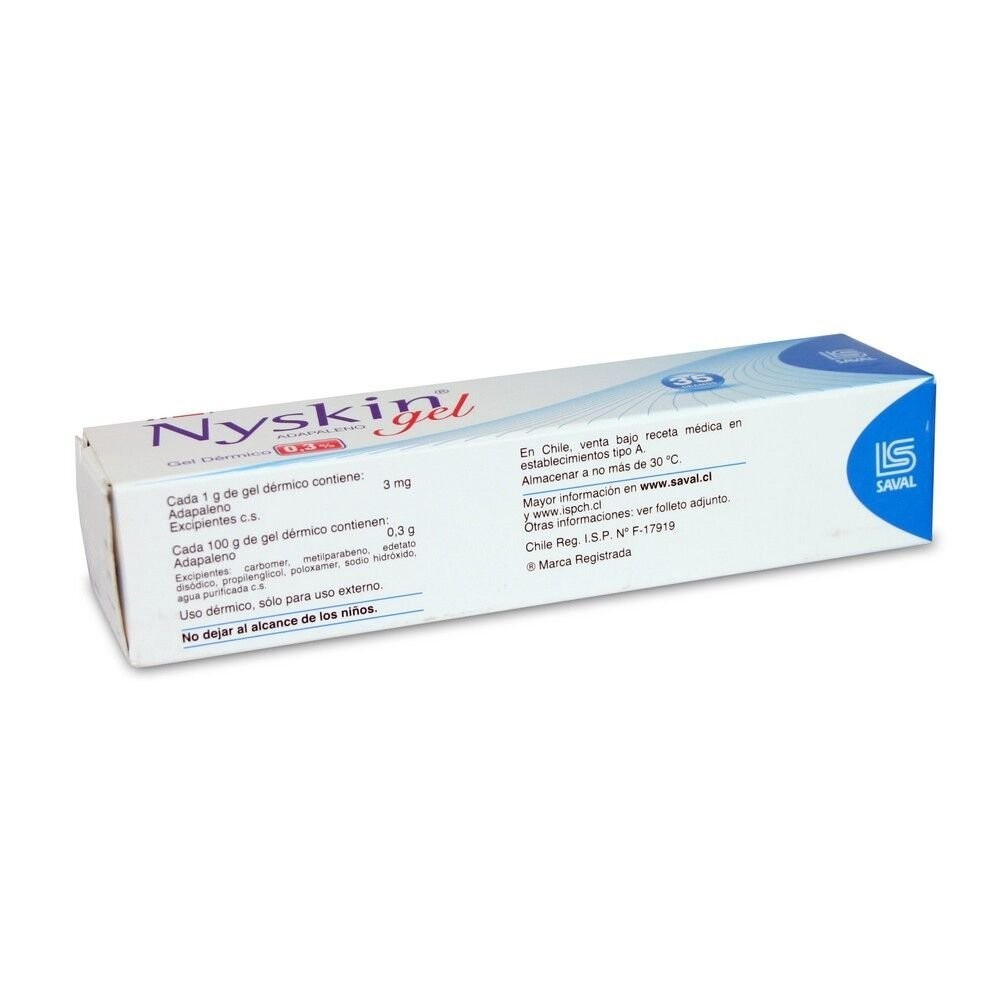 Nyskin® gel
ADAPALENO
Gel Dérmico 0,3%
35
SAVAL
Cada 1 g de gel dérmico contiene:
Adapaleno 3 mg
Excipientes c.s.
Cada 100 g de gel dérmico contienen:
Adapaleno 0,3 g
Excipientes: carbomer, metilparabeno, edetato
disódico, propilenglicol, poloxamer, sodio hidróxido,
agua purificada c.s.
Uso dérmico, sólo para uso externo.
No dejar al alcance de los niños.
En Chile, venta bajo receta médica en
establecimientos tipo A.
Almacenar a no más de 30 °C.
Mayor información en www.saval.cl
y www.ispch.cl
Otras informaciones: ver folleto adjunto.
Chile Reg. I.S.P. N° F-17919
® Marca Registrada
LS
SAVAL